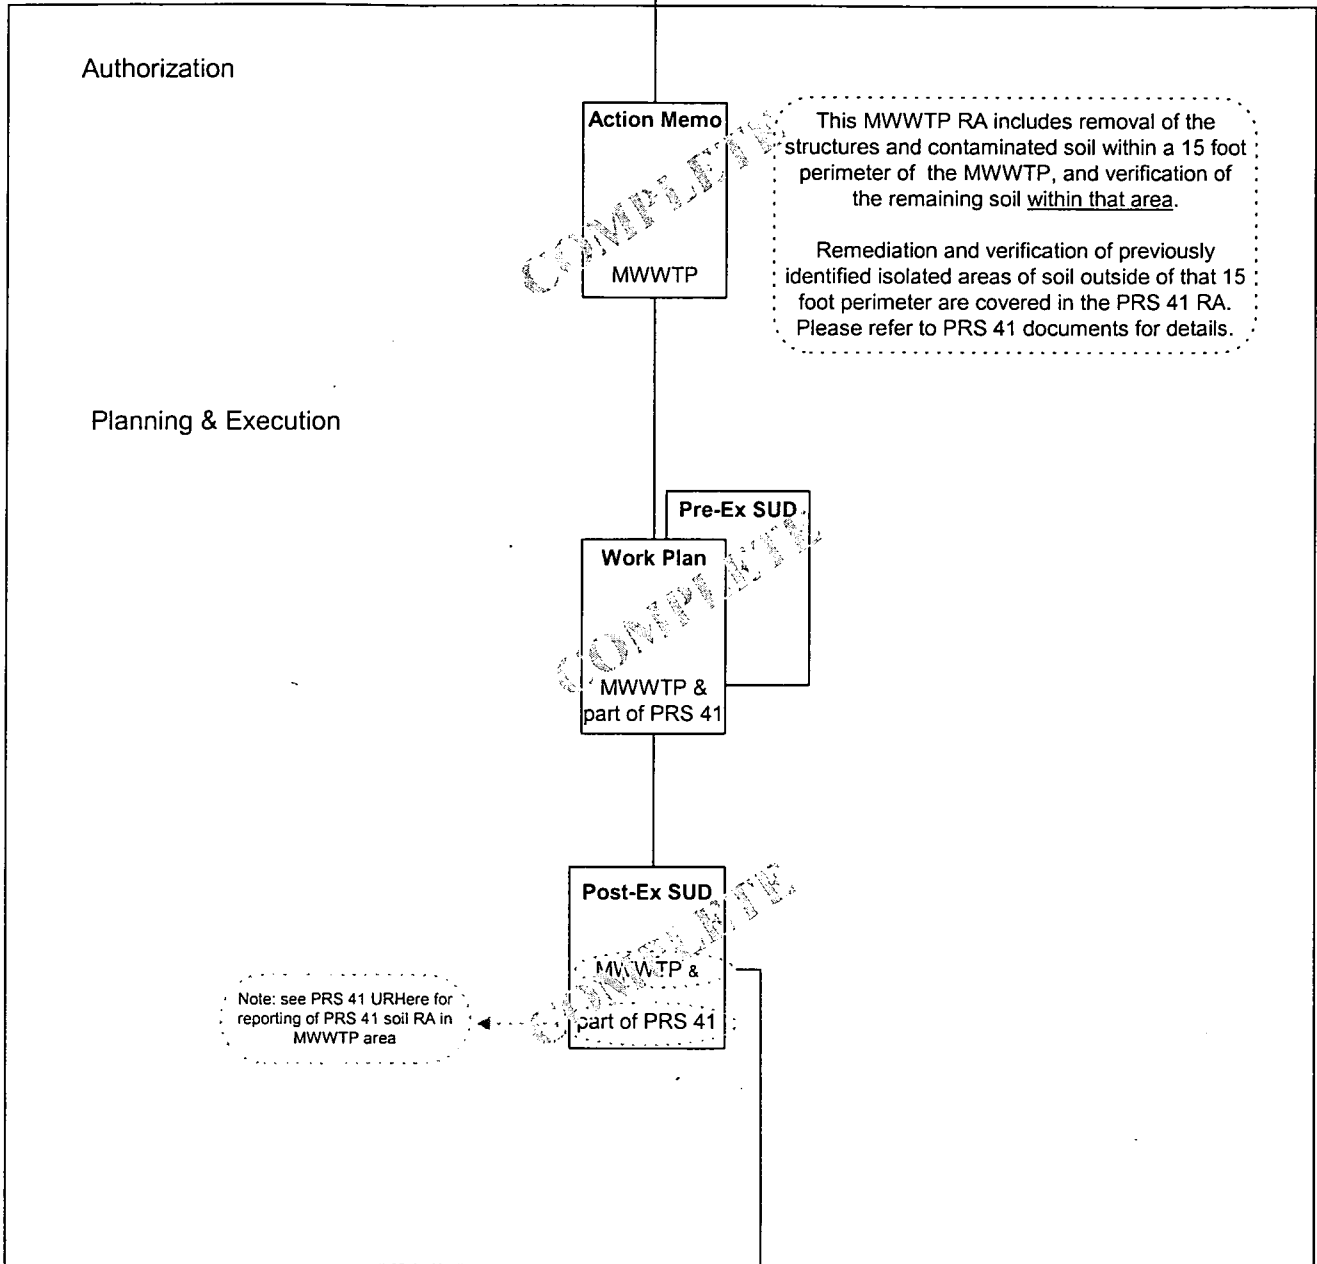 Authorization
Action Memo
COMPLETE
MWWTP
This MWWTP RA includes removal of the
structures and contaminated soil within a 15 foot
perimeter of the MWWTP, and verification of
the remaining soil within that area.
Remediation and verification of previously
identified isolated areas of soil outside of that 15
foot perimeter are covered in the PRS 41 RA.
Please refer to PRS 41 documents for details.
Planning & Execution
Pre-Ex SUD
Work Plan
COMPLETE
MWWTP &
part of PRS 41
Post-Ex SUD
COMPLETE
MWWTP &
part of PRS 41
Note: see PRS 41 URHere for
reporting of PRS 41 soil RA in
MWWTP area